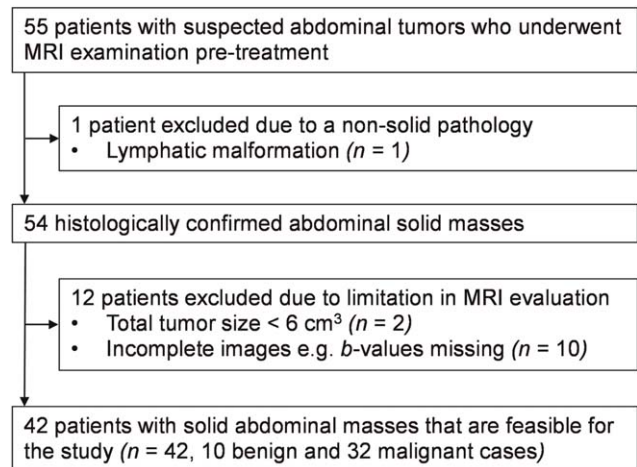 55 patients with suspected abdominal tumors who underwent
MRI examination pre-treatment
1 patient excluded due to a non-solid pathology
• Lymphatic malformation (n = 1)
54 histologically confirmed abdominal solid masses
12 patients excluded due to limitation in MRI evaluation
• Total tumor size < 6 cm³ (n = 2)
• Incomplete images e.g. b-values missing (n = 10)
42 patients with solid abdominal masses that are feasible for
the study (n = 42, 10 benign and 32 malignant cases)